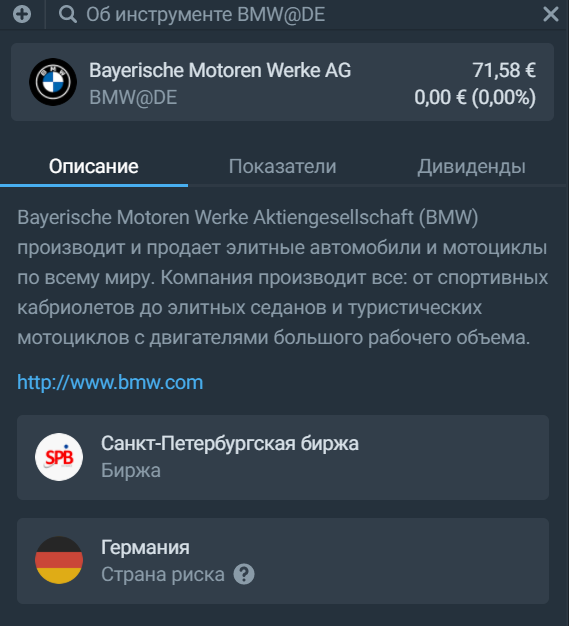 Об инструменте BMW@DE
BMW
Bayerische Motoren Werke AG
71,58 €
BMW@DE
0,00 € (0,00%)
Описание
Показатели
Дивиденды
Bayerische Motoren Werke Aktiengesellschaft (BMW)
производит и продает элитные автомобили и мотоциклы
по всему миру. Компания производит все: от спортивных
кабриолетов до элитных седанов и туристических
мотоциклов с двигателями большого рабочего объема.
http://www.bmw.com
SPB
Санкт-Петербургская биржа
Биржа
Германия
Страна риска ?